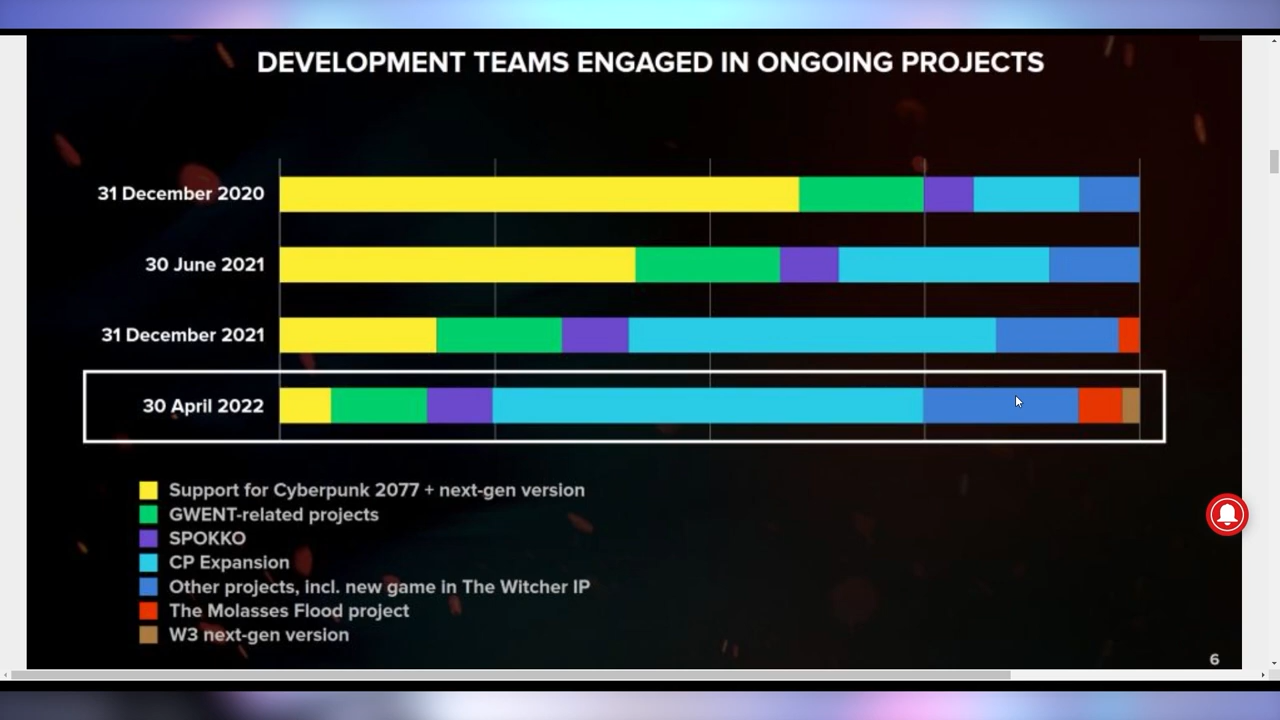 DEVELOPMENT TEAMS ENGAGED IN ONGOING PROJECTS
31 December 2020
30 June 2021
31 December 2021
30 April 2022
Support for Cyberpunk 2077 + next-gen version
GWENT-related projects
SPOKKO
CP Expansion
Other projects, incl. new game in The Witcher IP
The Molasses Flood project
W3 next-gen version
6